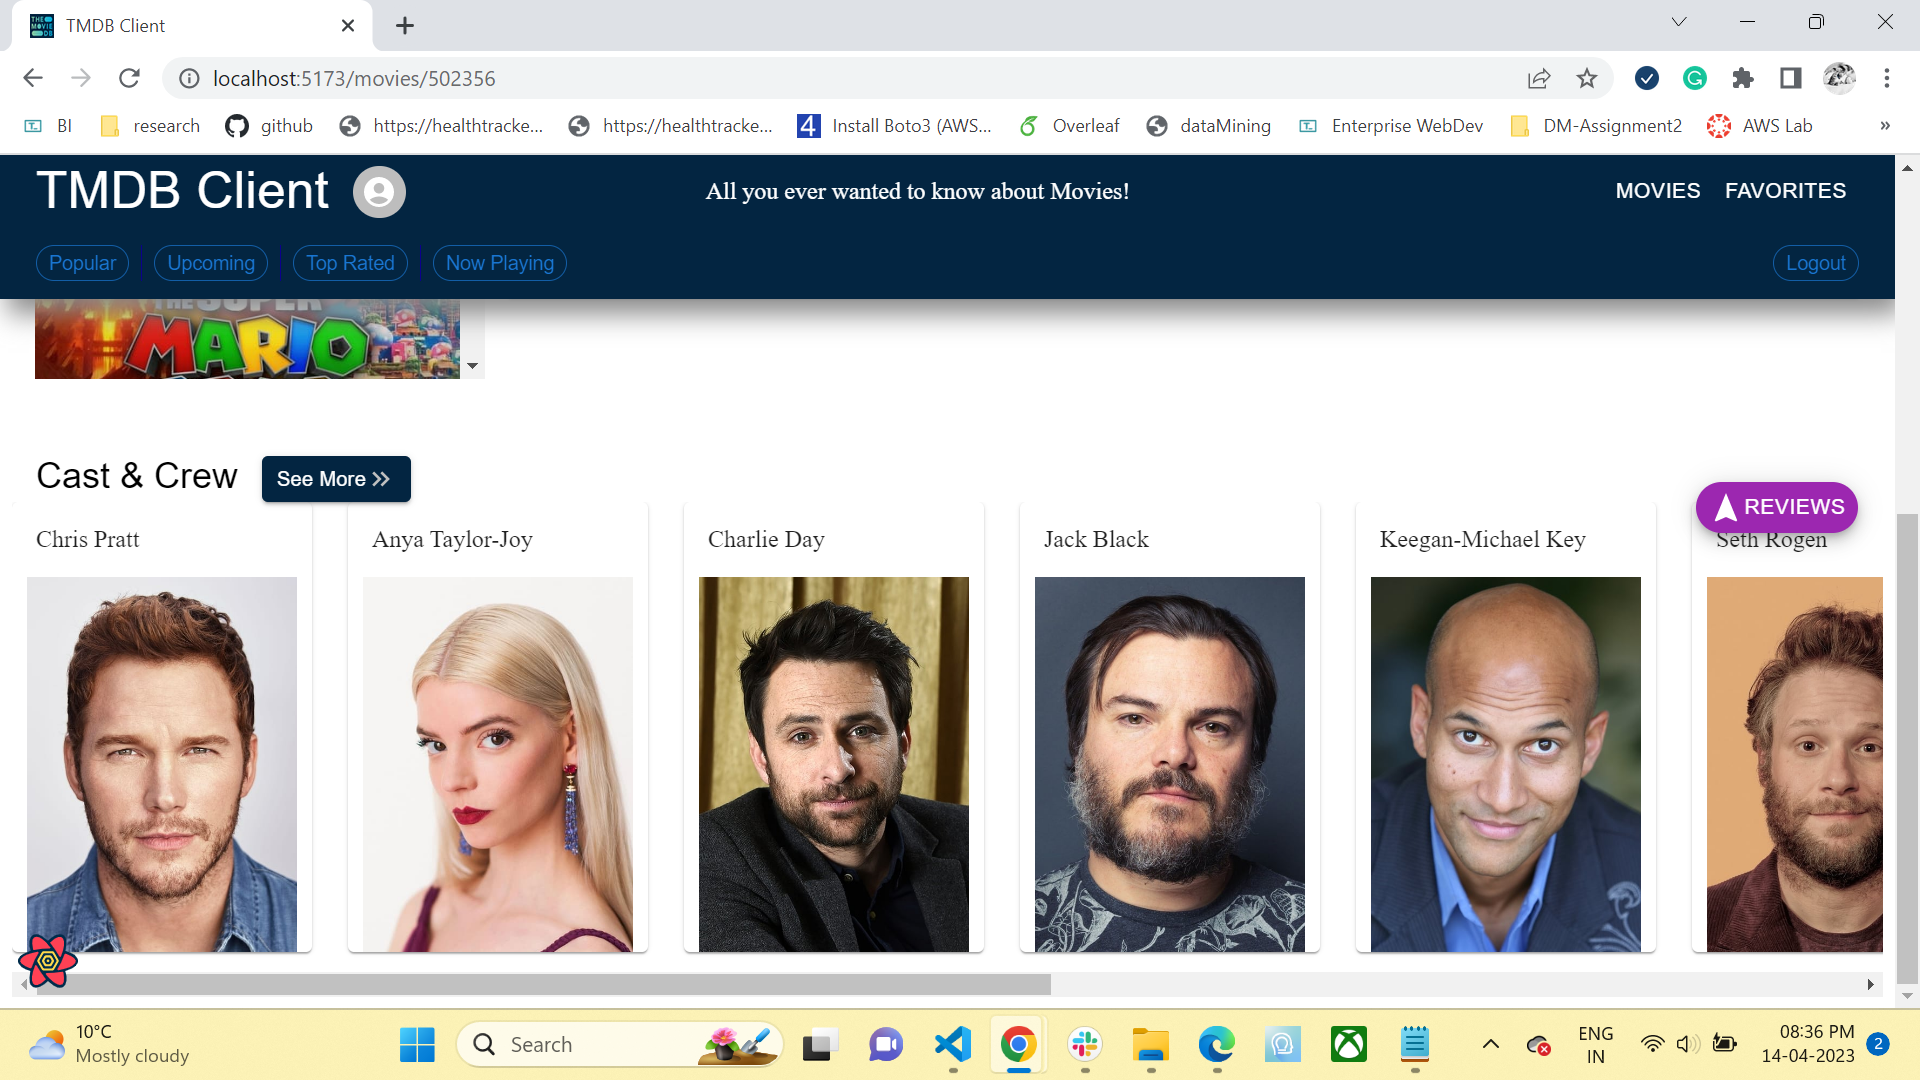 TMDB Client
localhost:5173/movies/502356
BI
research
github
https://healthtracke...
https://healthtracke...
4
Install Boto3 (AWS...
Overleaf
dataMining
Enterprise WebDev
DM-Assignment2
AWS Lab
»
TMDB Client
All you ever wanted to know about Movies!
MOVIES
FAVORITES
Popular
Upcoming
Top Rated
Now Playing
Logout
THE SUPER
MARIO
Cast & Crew
See More
REVIEWS
Chris Pratt
Anya Taylor-Joy
Charlie Day
Jack Black
Keegan-Michael Key
Seth Rogen
10°C
Mostly cloudy
Search
ENG
IN
08:36 PM
14-04-2023
2